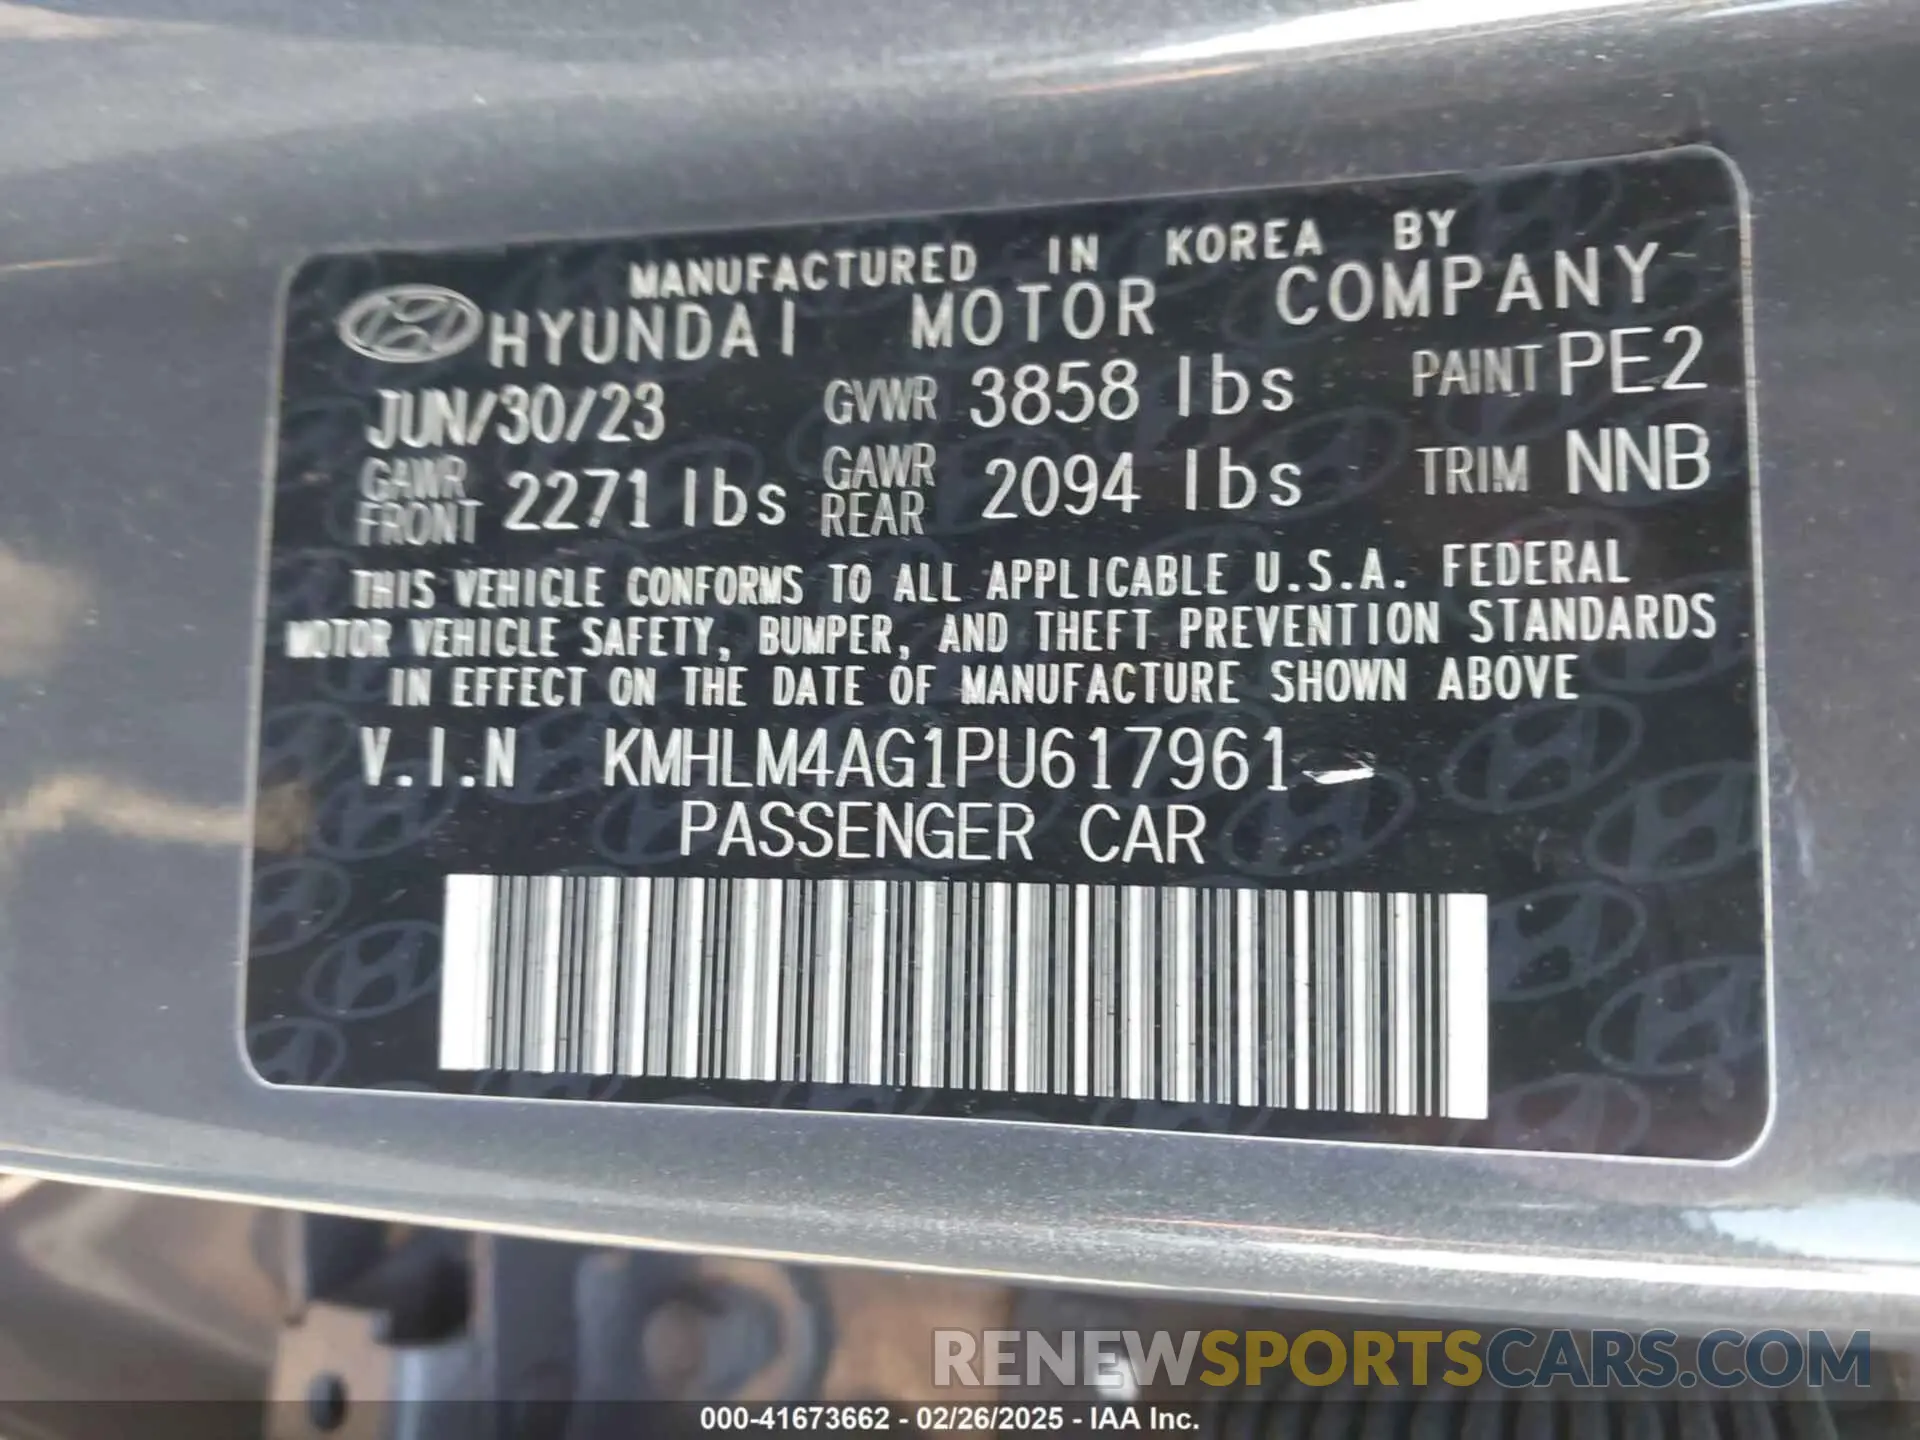 MANUFACTURED IN KOREA BY
HYUNDAI MOTOR COMPANY
JUN/30/23 GVWR 3858 lbs PAINT PE2
GAWR FRONT 2271 lbs GAWR REAR 2094 lbs TRIM NNB
THIS VEHICLE CONFORMS TO ALL APPLICABLE U.S.A. FEDERAL
MOTOR VEHICLE SAFETY, BUMPER, AND THEFT PREVENTION STANDARDS
IN EFFECT ON THE DATE OF MANUFACTURE SHOWN ABOVE
V.I.N KMHLM4AG1PU617961
PASSENGER CAR
RENEWSPORTSCARS.COM
000-41673662 - 02/26/2025 - IAA Inc.